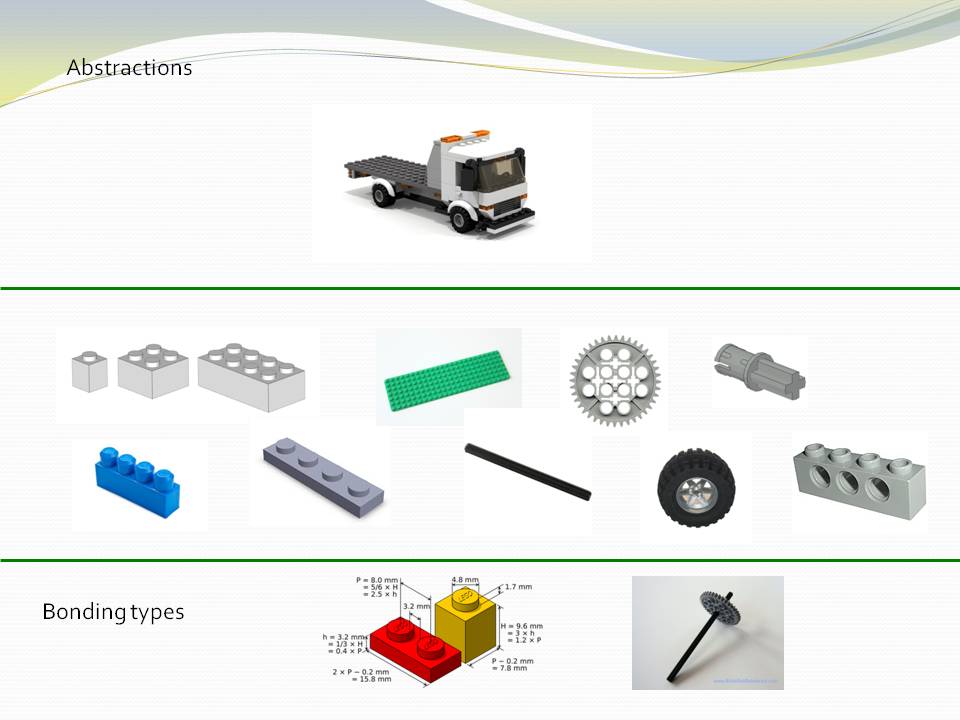 Abstractions
Bonding types
P = 8.0 mm
= 5/6 × H
= 2.5 × h
4.8 mm
1.7 mm
3.2 mm
LEGO
h = 3.2 mm
= 1/3 × H
= 0.4 × P
H = 9.6 mm
= 3 × h
= 1.2 × P
2 × P − 0.2 mm
= 15.8 mm
P − 0.2 mm
= 7.8 mm